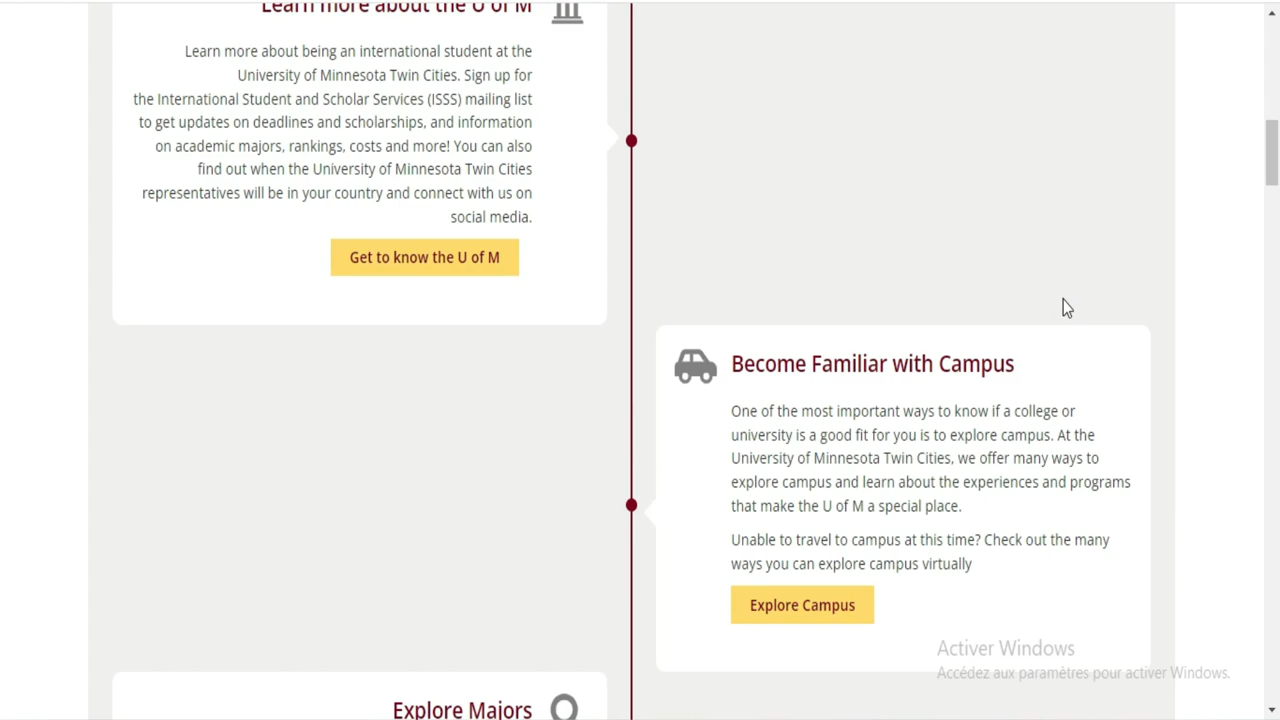 Learn more about the U of M
Learn more about being an international student at the
University of Minnesota Twin Cities. Sign up for
the International Student and Scholar Services (ISSS) mailing list
to get updates on deadlines and scholarships, and information
on academic majors, rankings, costs and more! You can also
find out when the University of Minnesota Twin Cities
representatives will be in your country and connect with us on
social media.
Get to know the U of M
Become Familiar with Campus
One of the most important ways to know if a college or
university is a good fit for you is to explore campus. At the
University of Minnesota Twin Cities, we offer many ways to
explore campus and learn about the experiences and programs
that make the U of M a special place.
Unable to travel to campus at this time? Check out the many
ways you can explore campus virtually
Explore Campus
Activer Windows
Accédez aux paramètres pour activer Windows.
Explore Majors